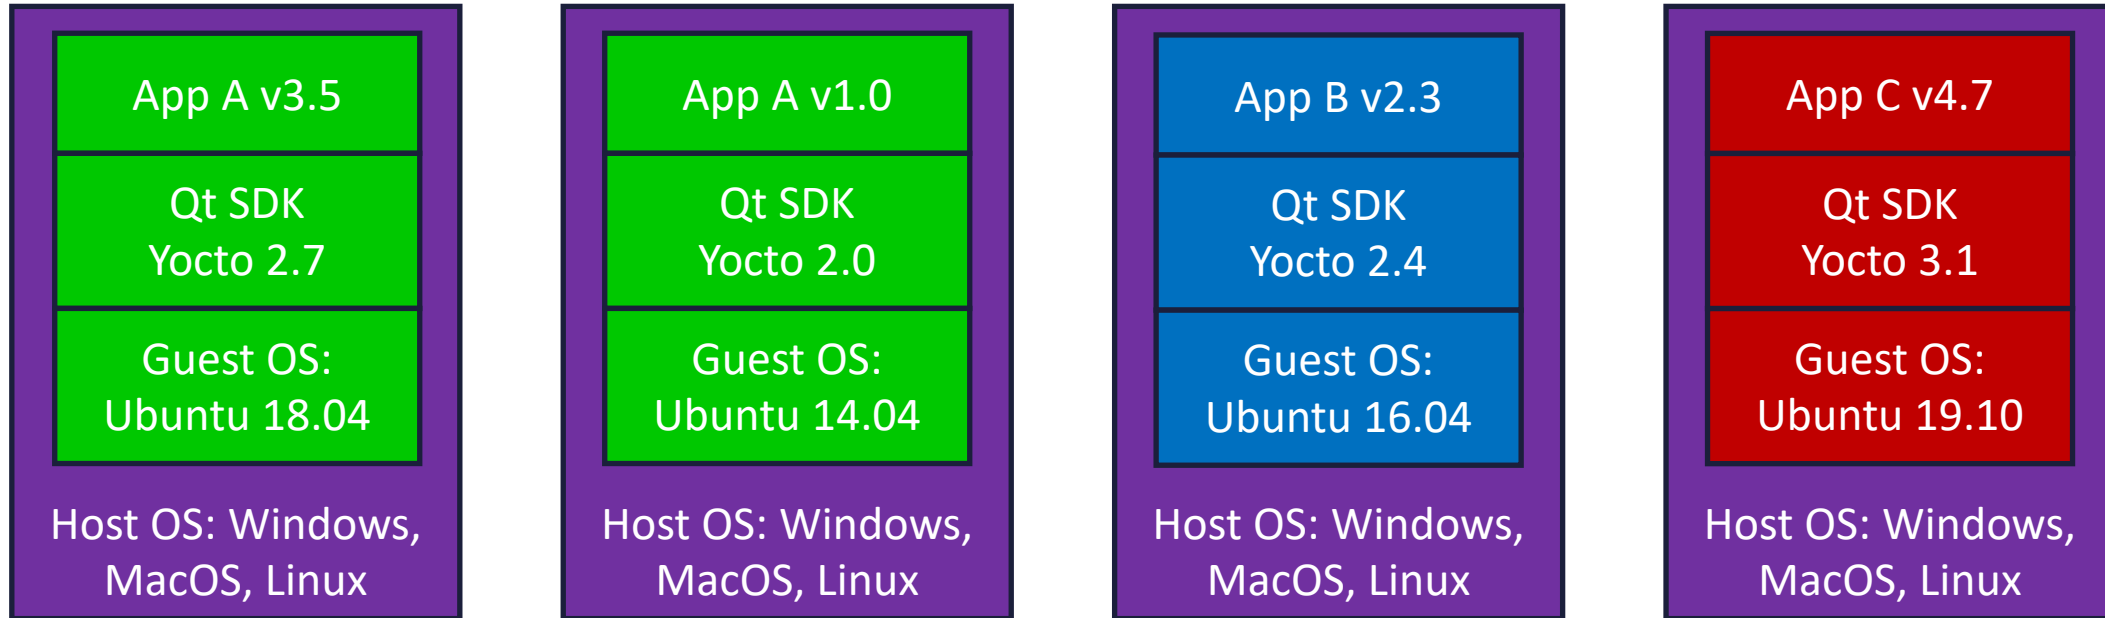 App A v3.5
Qt SDK
Yocto 2.7
Guest OS:
Ubuntu 18.04
Host OS: Windows,
MacOS, Linux
App A v1.0
Qt SDK
Yocto 2.0
Guest OS:
Ubuntu 14.04
Host OS: Windows,
MacOS, Linux
App B v2.3
Qt SDK
Yocto 2.4
Guest OS:
Ubuntu 16.04
Host OS: Windows,
MacOS, Linux
App C v4.7
Qt SDK
Yocto 3.1
Guest OS:
Ubuntu 19.10
Host OS: Windows,
MacOS, Linux